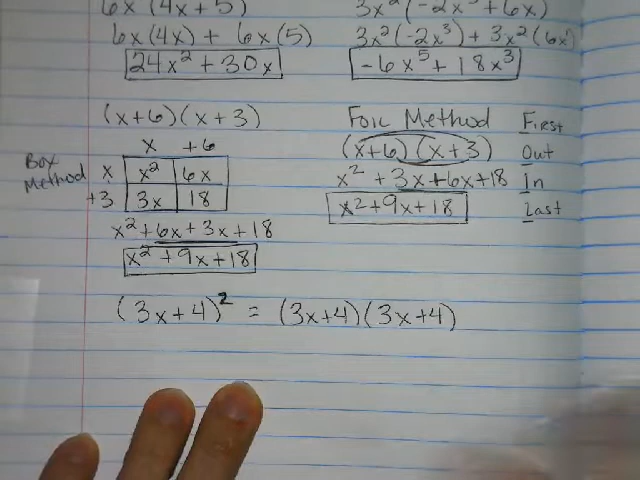 6x(4x+5)
6x(4x) + 6x(5)
24x² + 30x
3x²(-2x³+6x)
3x²(-2x³)+3x²(6x)
-6x⁵+18x³
(x+6)(x+3)
x +6
Box Method
x x² 6x
+3 3x 18
x²+6x+3x+18
x²+9x+18
Foil Method
(x+6)(x+3)
x²+3x+6x+18
x²+9x+18
First
Out
In
Last
(3x+4)² = (3x+4)(3x+4)